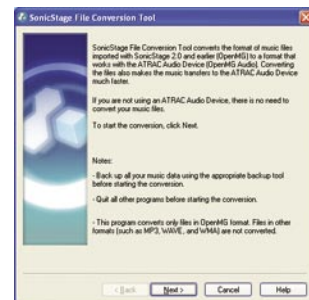 SonicStage File Conversion Tool
SonicStage File Conversion Tool converts the format of music files
imported with SonicStage 2.0 and earlier (OpenMG) to a format that
works with the ATRAC Audio Device (OpenMG Audio). Converting
the files also makes the music transfers to the ATRAC Audio Device
much faster.
If you are not using an ATRAC Audio Device, there is no need to
convert your music files.
To start the conversion, click Next.
Notes:
- Back up all your music data using the appropriate backup tool
before starting the conversion.
- Quit all other programs before starting the conversion.
- This program converts only files in OpenMG format. Files in other
formats (such as MP3, WAVE, and WMA) are not converted.
< Back Next > Cancel Help